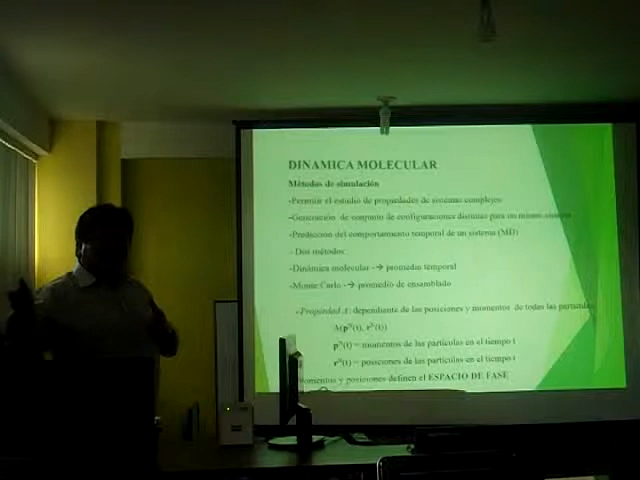 DINAMICA MOLECULAR
Métodos de simulación
-Permitir el estudio de propiedades de sistemas complejos
-Generación de conjunto de configuraciones distintas para un mismo sistema
-Predicción del comportamiento temporal de un sistema (MD)
- Dos métodos:
-Dinámica molecular -→ promedio temporal
-Monte Carlo -→ promedio de ensamblado
-Propiedad A: dependiente de las posiciones y momentos de todas las partículas
A(pᴺ(t), rᴺ(t))
pᴺ(t) = momentos de las partículas en el tiempo t
rᴺ(t) = posiciones de las partículas en el tiempo t
Momentos y posiciones definen el ESPACIO DE FASE